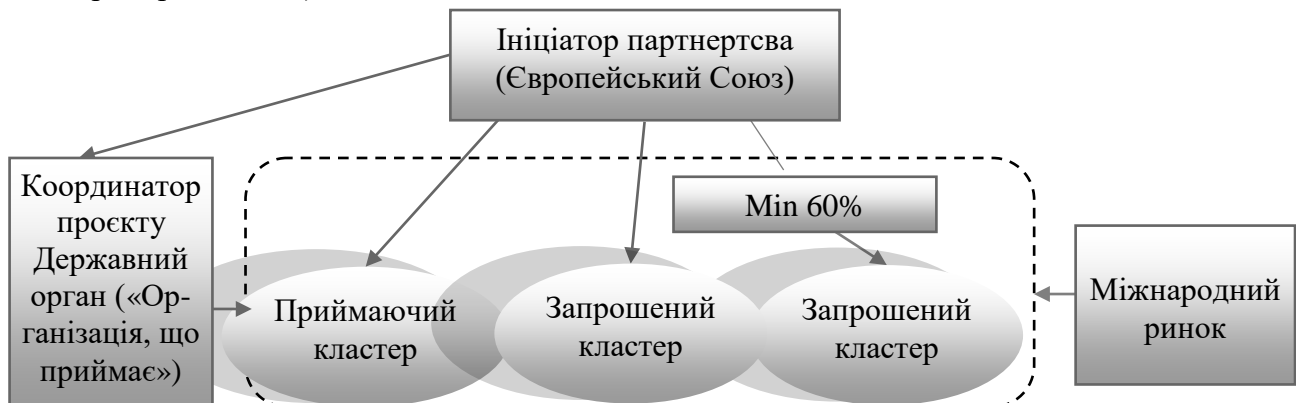 Ініціатор партнертсва
(Європейський Союз)
Координатор
проєкту
Державний
орган («Ор-
ганізація, що
приймає»)
Min 60%
Приймаючий
кластер
Запрошений
кластер
Запрошений
кластер
Міжнародний
ринок